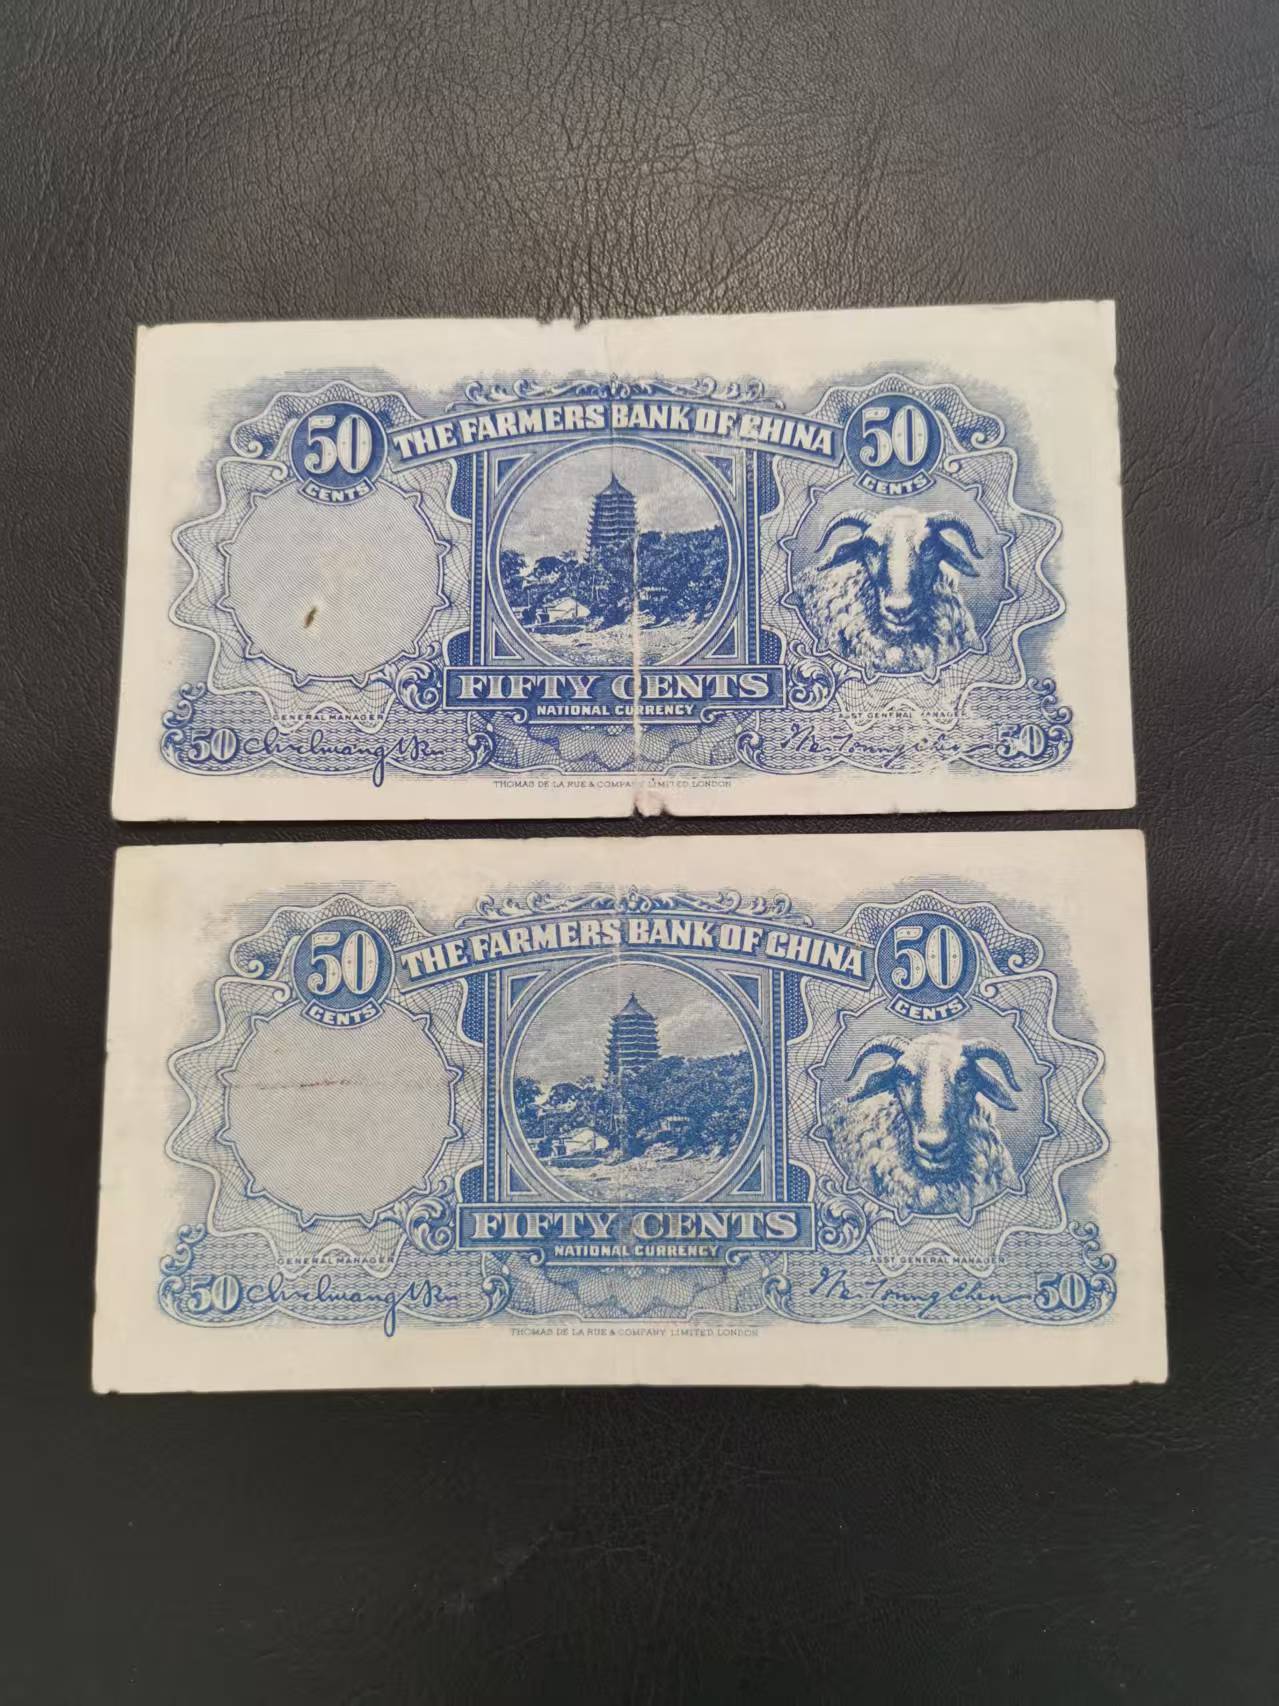 THE FARMERS BANK OF CHINA
50 CENTS
50 CENTS
FIFTY CENTS
NATIONAL CURRENCY
GENERAL MANAGER
ASST GENERAL MANAGER
50
50
THOMAS DE LA RUE & COMPANY LIMITED. LONDON
THE FARMERS BANK OF CHINA
50 CENTS
50 CENTS
FIFTY CENTS
NATIONAL CURRENCY
GENERAL MANAGER
ASST GENERAL MANAGER
50
50
THOMAS DE LA RUE & COMPANY LIMITED. LONDON